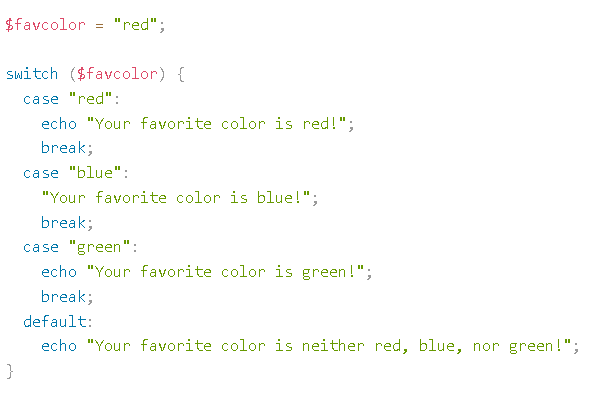 $favcolor = "red";

switch ($favcolor) {
  case "red":
    echo "Your favorite color is red!";
    break;
  case "blue":
    "Your favorite color is blue!";
    break;
  case "green":
    echo "Your favorite color is green!";
    break;
  default:
    echo "Your favorite color is neither red, blue, nor green!";
}